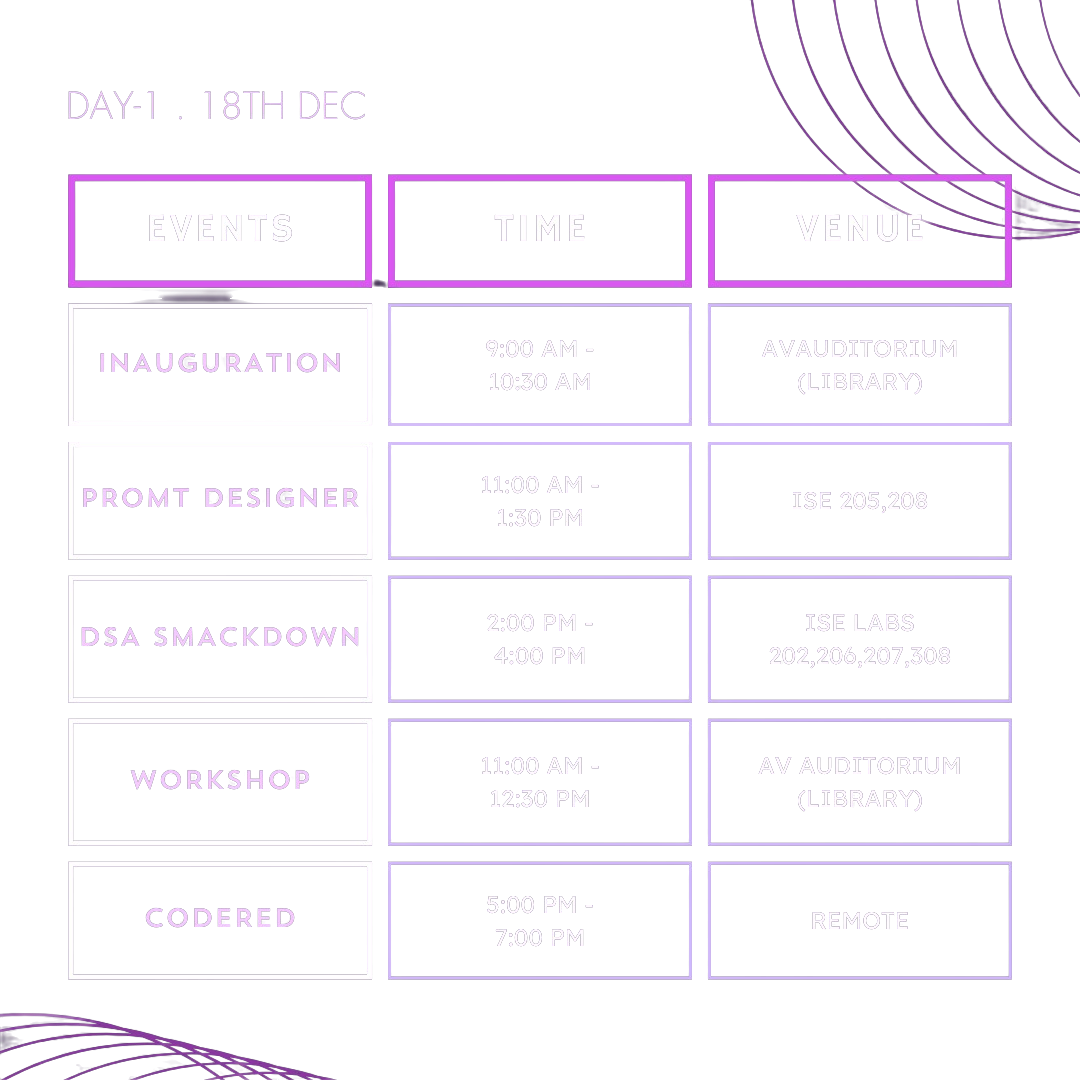 DAY-1 . 18TH DEC
EVENTS
TIME
VENUE
INAUGURATION
9:00 AM -
10:30 AM
AVAUDITORIUM
(LIBRARY)
PROMT DESIGNER
11:00 AM -
1:30 PM
ISE 205,208
DSA SMACKDOWN
2:00 PM -
4:00 PM
ISE LABS
202,206,207,308
WORKSHOP
11:00 AM -
12:30 PM
AV AUDITORIUM
(LIBRARY)
CODERED
5:00 PM -
7:00 PM
REMOTE